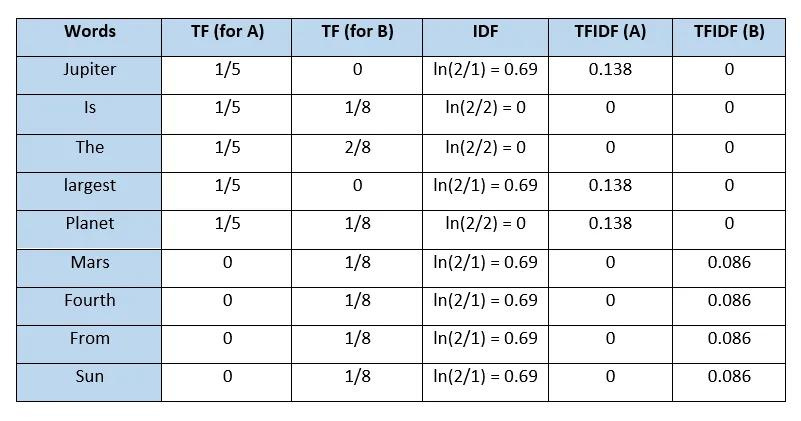 Words TF (for A) TF (for B) IDF TFIDF (A) TFIDF (B)
Jupiter 1/5 0 ln(2/1) = 0.69 0.138 0
Is 1/5 1/8 ln(2/2) = 0 0 0
The 1/5 2/8 ln(2/2) = 0 0 0
largest 1/5 0 ln(2/1) = 0.69 0.138 0
Planet 1/5 1/8 ln(2/2) = 0 0.138 0
Mars 0 1/8 ln(2/1) = 0.69 0 0.086
Fourth 0 1/8 ln(2/1) = 0.69 0 0.086
From 0 1/8 ln(2/1) = 0.69 0 0.086
Sun 0 1/8 ln(2/1) = 0.69 0 0.086